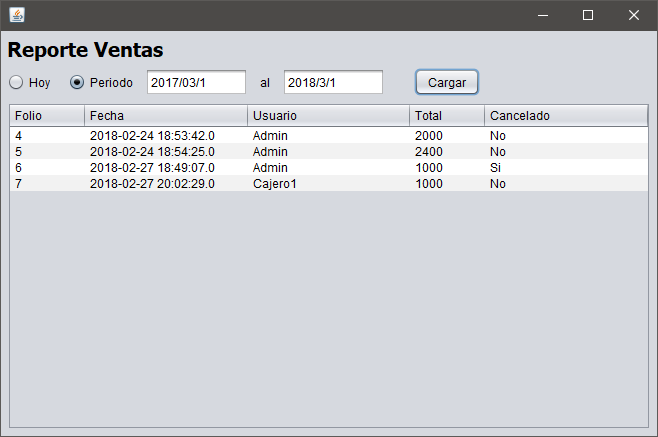 Reporte Ventas
Hoy Periodo 2017/03/1 al 2018/3/1 Cargar
Folio Fecha Usuario Total Cancelado
4 2018-02-24 18:53:42.0 Admin 2000 No
5 2018-02-24 18:54:25.0 Admin 2400 No
6 2018-02-27 18:49:07.0 Admin 1000 Si
7 2018-02-27 20:02:29.0 Cajero1 1000 No